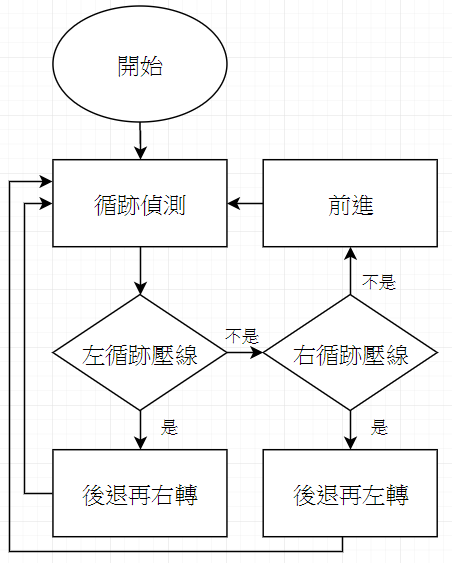 開始
循跡偵測
前進
不是
不是
左循跡壓線
右循跡壓線
是
是
後退再右轉
後退再左轉